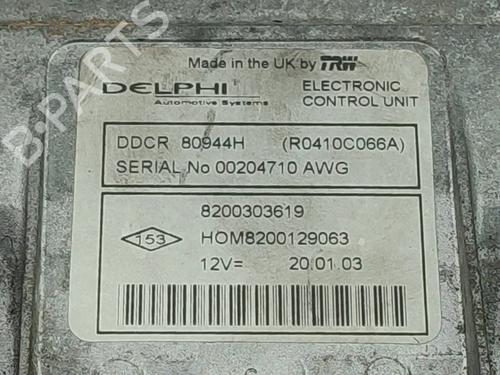 B-PARTS
Made in the UK by TRW
DELPHI
Automotive Systems
ELECTRONIC
CONTROL UNIT
DDCR 80944H (R0410C066A)
SERIAL No 00204710 AWG
8200303619
153
HOM8200129063
12V= 20.01.03